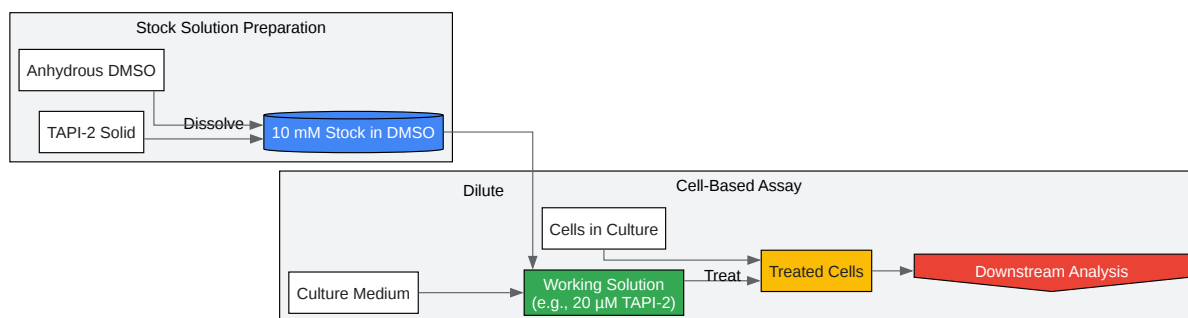 Stock Solution Preparation
Anhydrous DMSO
TAPI-2 Solid
Dissolve
10 mM Stock in DMSO
Dilute
Cell-Based Assay
Cells in Culture
Culture Medium
Working Solution
(e.g., 20 µM TAPI-2)
Treat
Treated Cells
Downstream Analysis